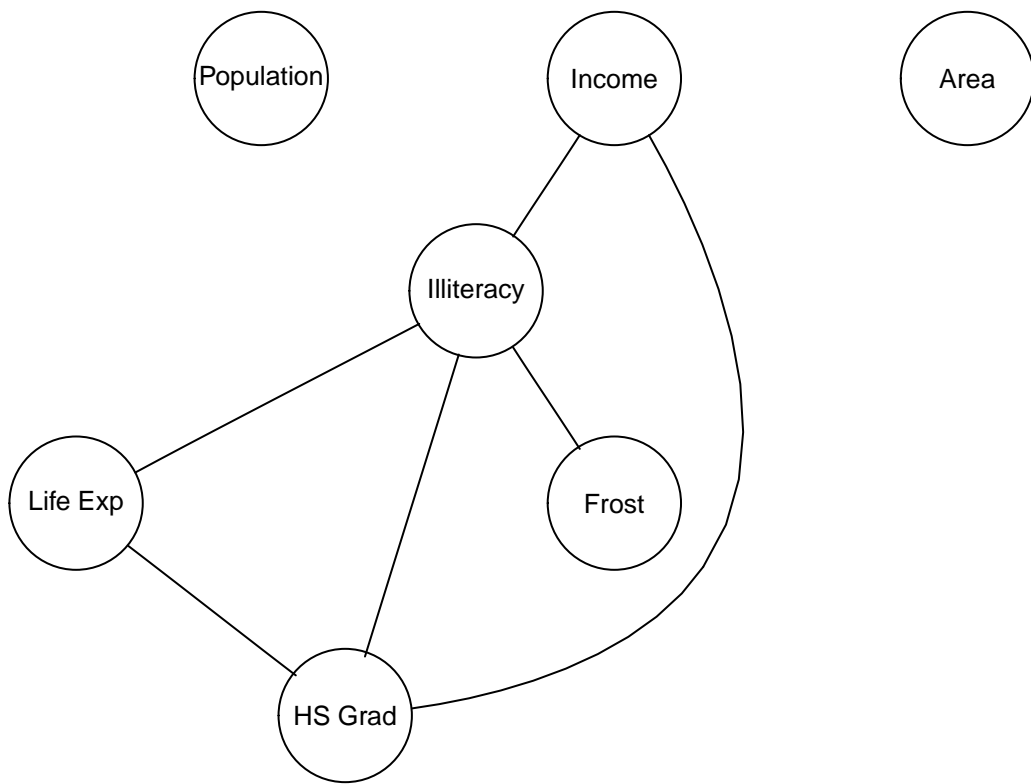 Population
Income
Area
Illiteracy
Life Exp
Frost
HS Grad